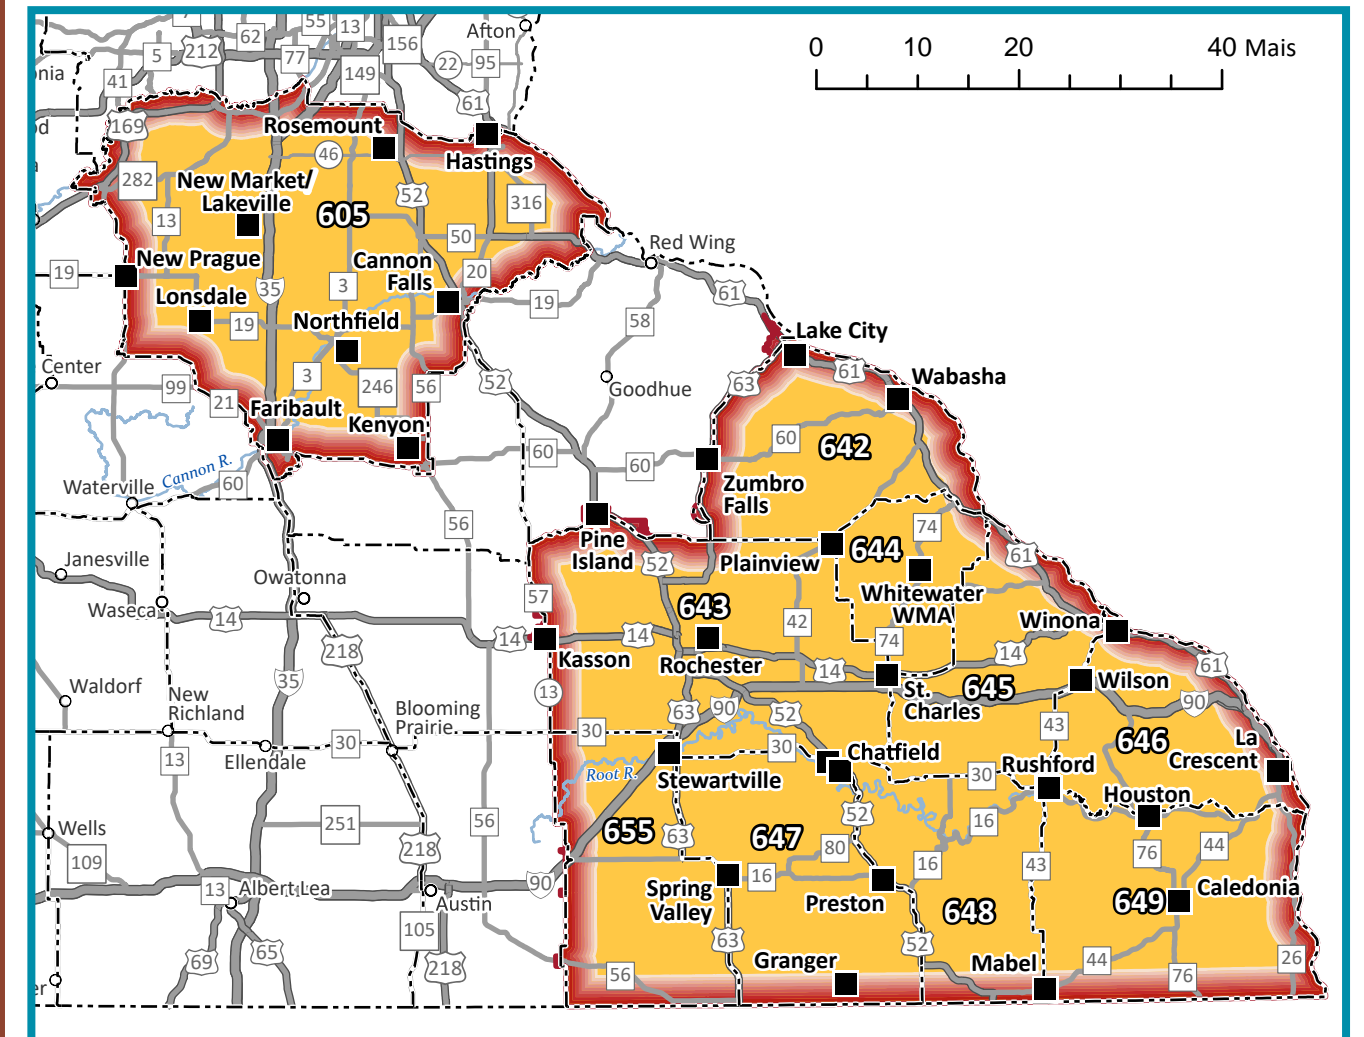 0 10 20 40 Mais
55
13
62
156
Afton
5
212
77
22
95
149
41
61
169
Rosemount
46
Hastings
282
New Market/
Lakeville
52
316
13
605
50
Red Wing
19
New Prague
Cannon
Falls
20
Lonsdale
35
3
61
19
19
Northfield
58
Lake City
Center
99
3
246
56
52
Goodhue
63
61
Wabasha
21
Faribault
Kenyon
60
642
60
60
Cannon R.
60
Zumbro
Falls
Waterville
56
Pine
Island
74
Janesville
52
Plainview
644
61
Owatonna
57
Whitewater
WMA
Waseca
14
643
42
Winona
14
14
74
14
61
218
Kasson
Rochester
14
St.
Charles
645
Wilson
Waldorf
35
13
New
Richland
Blooming
Prairie
63
90
52
43
90
30
30
30
Chatfield
646
La
Crescent
Ellendale
13
Root R.
Stewartville
30
Rushford
Houston
Wells
251
56
655
63
647
52
16
109
218
80
16
43
76
44
13
Albert Lea
90
Spring
Valley
16
Preston
649
Caledonia
Austin
648
105
63
52
69
65
218
56
Granger
Mabel
44
76
26